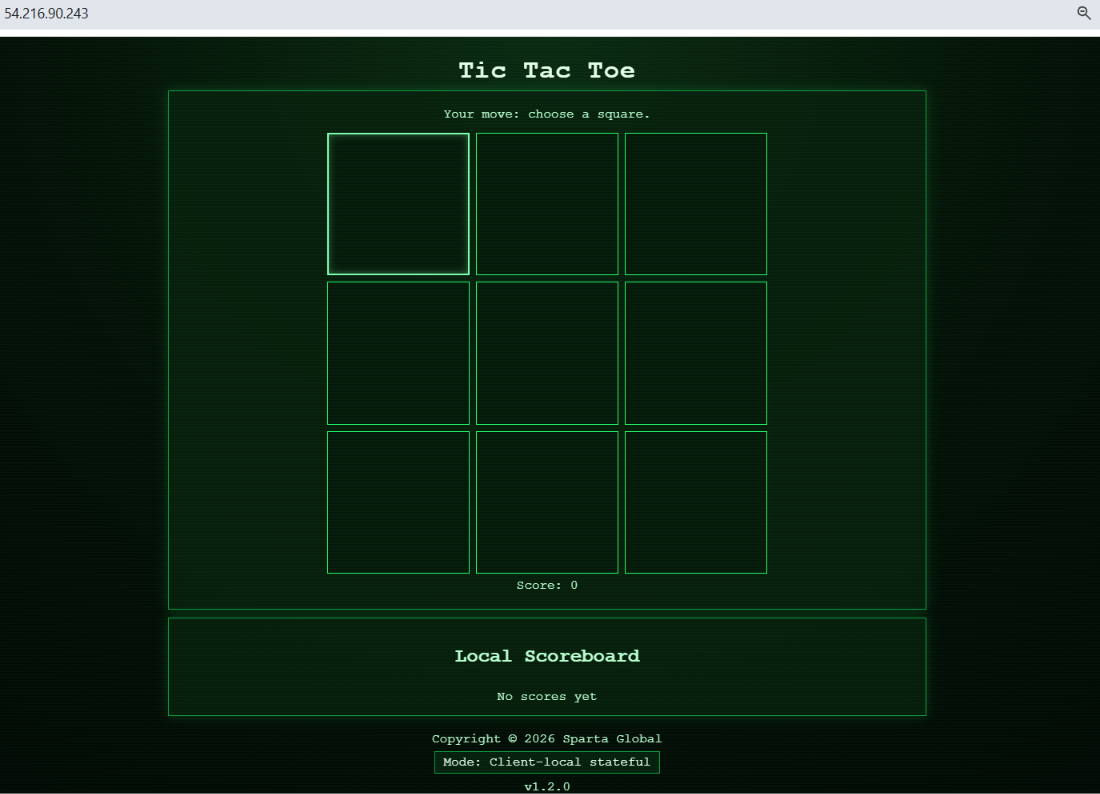 54.216.90.243
Tic Tac Toe
Your move: choose a square.
Score: 0
Local Scoreboard
No scores yet
Copyright © 2026 Sparta Global
Mode: Client-local stateful
v1.2.0